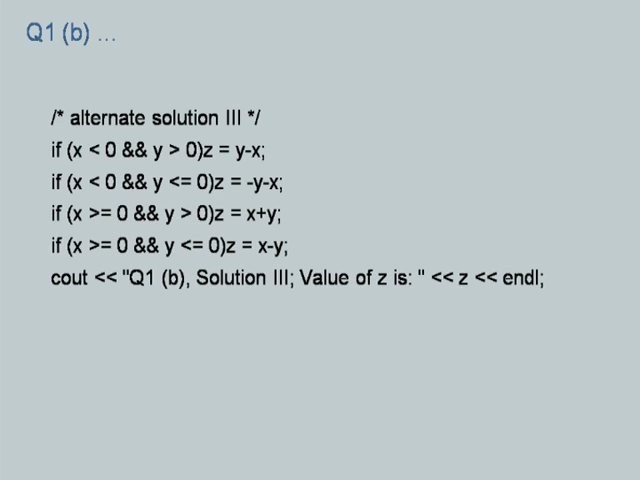 Q1 (b) ...
/* alternate solution III */
if (x < 0 && y > 0)z = y-x;
if (x < 0 && y <= 0)z = -y-x;
if (x >= 0 && y > 0)z = x+y;
if (x >= 0 && y <= 0)z = x-y;
cout << "Q1 (b), Solution III; Value of z is: " << z << endl;